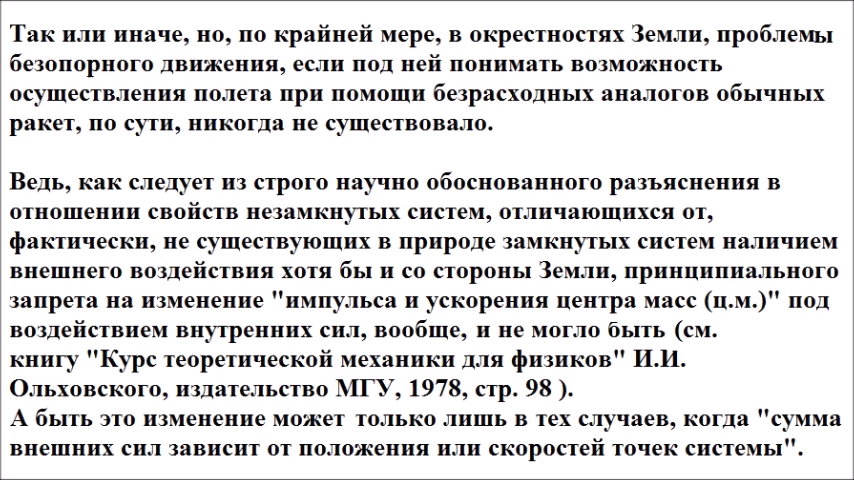 Так или иначе, но, по крайней мере, в окрестностях Земли, проблемы
безопорного движения, если под ней понимать возможность
осуществления полета при помощи безрасходных аналогов обычных
ракет, по сути, никогда не существовало.
Ведь, как следует из строго научно обоснованного разъяснения в
отношении свойств незамкнутых систем, отличающихся от,
фактически, не существующих в природе замкнутых систем наличием
внешнего воздействия хотя бы и со стороны Земли, принципиального
запрета на изменение "импульса и ускорения центра масс (ц.м.)" под
воздействием внутренних сил, вообще, и не могло быть (см.
книгу "Курс теоретической механики для физиков" И.И.
Ольховского, издательство МГУ, 1978, стр. 98 ).
А быть это изменение может только лишь в тех случаев, когда "сумма
внешних сил зависит от положения или скоростей точек системы".